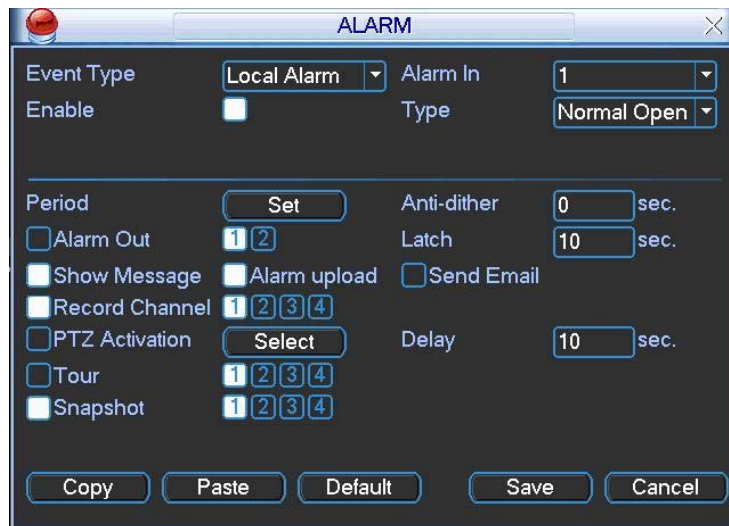 ALARM
Event Type Local Alarm Alarm In 1
Enable Type Normal Open
Period Set Anti-dither 0 sec.
Alarm Out 1 2 Latch 10 sec.
Show Message Alarm upload Send Email
Record Channel 1 2 3 4
PTZ Activation Select Delay 10 sec.
Tour 1 2 3 4
Snapshot 1 2 3 4
Copy Paste Default Save Cancel